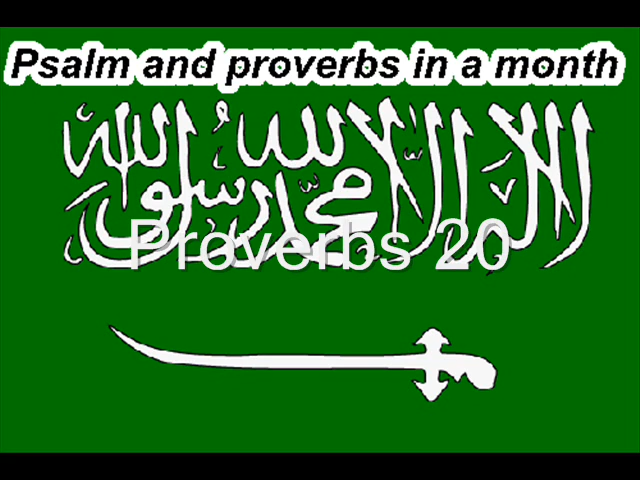 Psalm and proverbs in a month
لا إله إلا الله محمد رسول الله
Proverbs 20